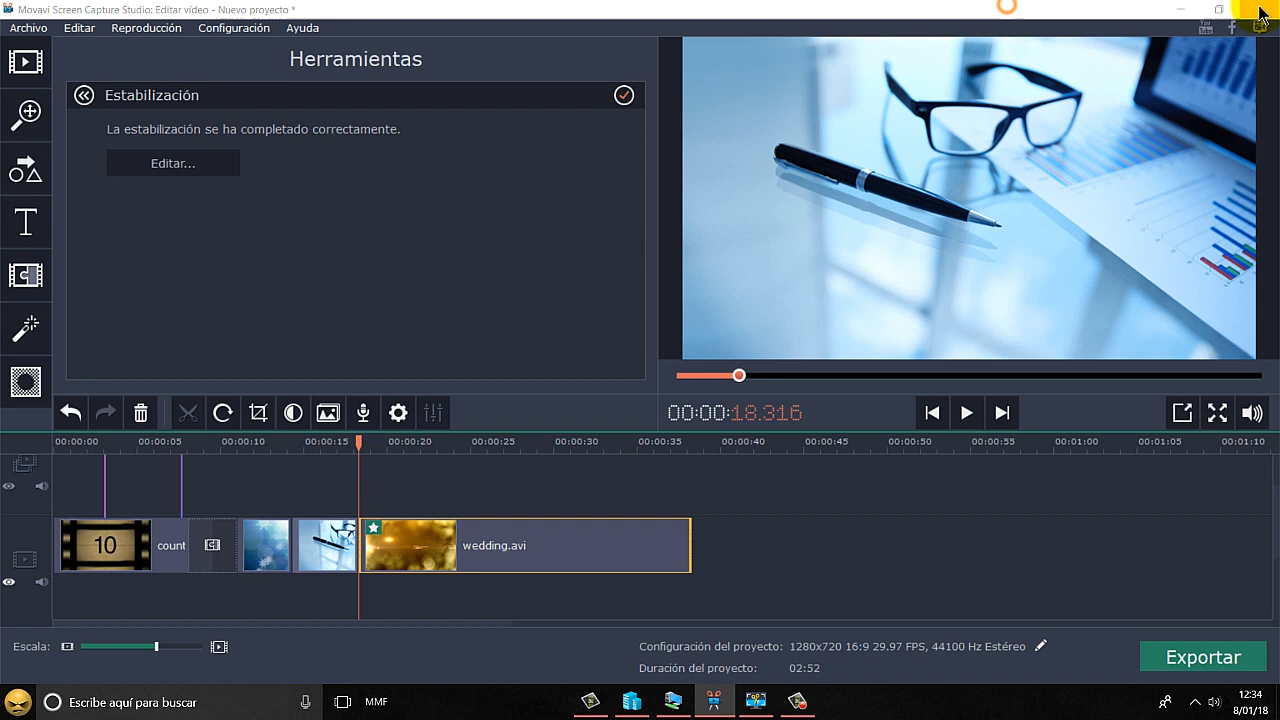 Movavi Screen Capture Studio: Editar vídeo - Nuevo proyecto *
Archivo Editar Reproducción Configuración Ayuda
You
f
Herramientas
Estabilización
La estabilización se ha completado correctamente.
Editar...
T
00:00:18.316
00:00:00 00:00:05 00:00:10 00:00:15 00:00:20 00:00:25 00:00:30 00:00:35 00:00:40 00:00:45 00:00:50 00:00:55 00:01:00 00:01:05 00:01:10
10
count
wedding.avi
Escala:
Configuración del proyecto: 1280x720 16:9 29.97 FPS, 44100 Hz Estéreo
Duración del proyecto: 02:52
Exportar
Escribe aquí para buscar
MMF
12:34
8/01/18